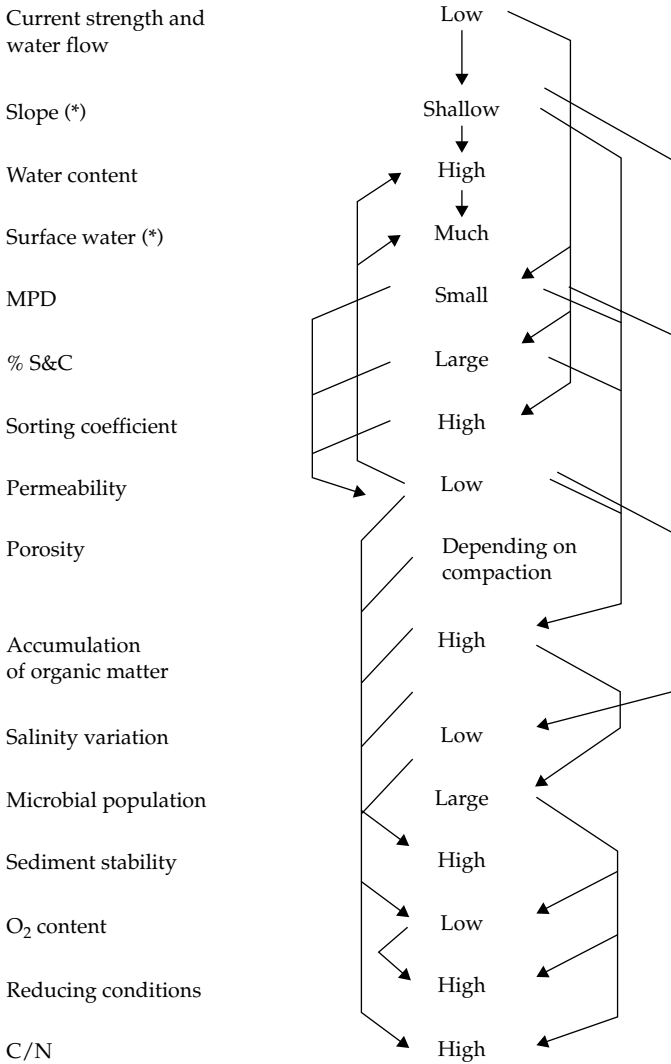 Current strength and Low
water flow
Slope (*) Shallow
Water content High
Surface water (*) Much
MPD Small
% S&C Large
Sorting coefficient High
Permeability Low
Porosity Depending on
compaction
Accumulation High
of organic matter
Salinity variation Low
Microbial population Large
Sediment stability High
O₂ content Low
Reducing conditions High
C/N High